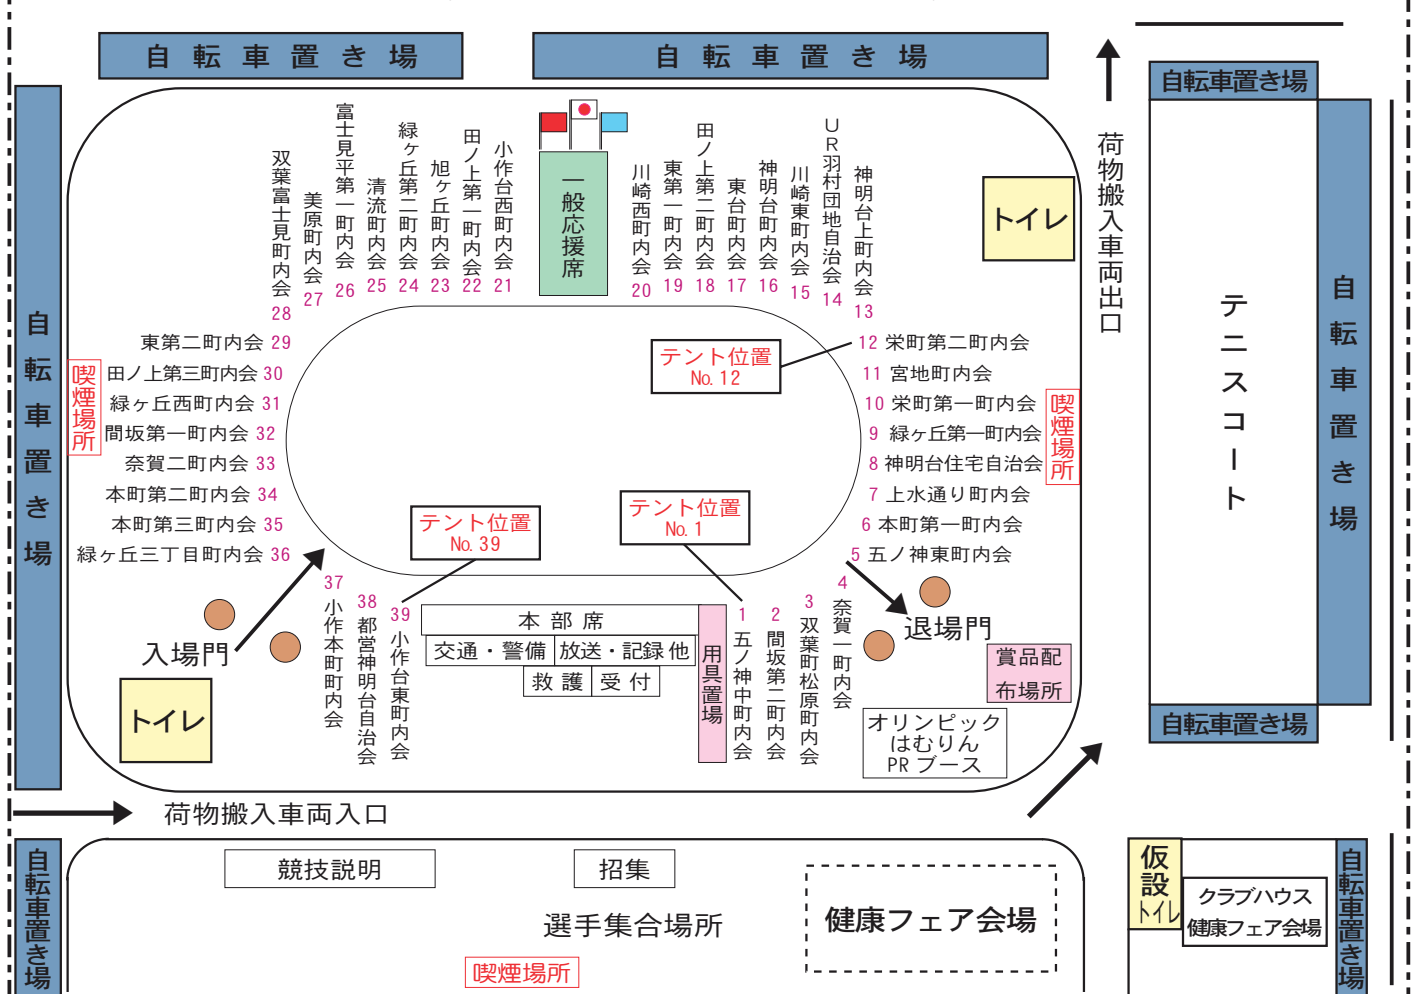 自転車置き場
自転車置き場
自転車置き場
自転車置き場
自転車置き場
自転車置き場
自転車置き場
自転車置き場
テニスコート
荷物搬入車両出口
トイレ
一般応援席
双葉富士見町内会 28
美原町内会 27
富士見平第一町内会 26
清流町内会 25
緑ヶ丘第二町内会 24
旭ヶ丘町内会 23
田ノ上第一町内会 22
小作台西町内会 21
川崎西町内会 20
東第一町内会 19
田ノ上第二町内会 18
東台町内会 17
神明台町内会 16
川崎東町内会 15
UR羽村団地自治会 14
神明台上町内会 13
東第二町内会 29
田ノ上第三町内会 30
緑ヶ丘西町内会 31
間坂第一町内会 32
奈賀二町内会 33
本町第二町内会 34
本町第三町内会 35
緑ヶ丘三丁目町内会 36
喫煙場所
12 栄町第二町内会
11 宮地町内会
10 栄町第一町内会
9 緑ヶ丘第一町内会
8 神明台住宅自治会
7 上水通り町内会
6 本町第一町内会
5 五ノ神東町内会
喫煙場所
テント位置
No. 12
テント位置
No. 1
テント位置
No. 39
37 小作本町町内会
38 都営神明台自治会
39 小作台東町内会
本部席
交通・警備
放送・記録他
救護
受付
用具置場
1 五ノ神中町内会
2 間坂第二町内会
3 双葉町松原町内会
4 奈賀一町内会
入場門
トイレ
退場門
賞品配
布場所
オリンピック
はむりん
PR ブース
荷物搬入車両入口
競技説明
招集
選手集合場所
喫煙場所
健康フェア会場
仮設
トイレ
クラブハウス
健康フェア会場
自転車置き場